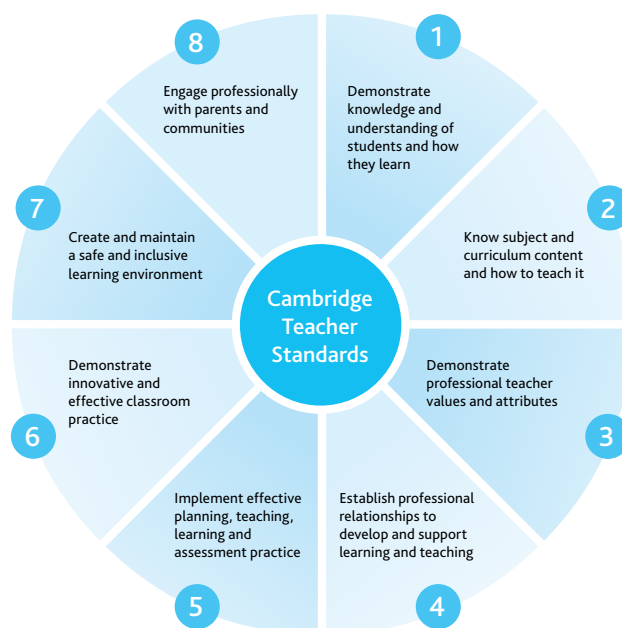 8
Engage professionally
with parents and
communities
1
Demonstrate
knowledge and
understanding of
students and how
they learn
7
Create and maintain
a safe and inclusive
learning environment
2
Know subject and
curriculum content
and how to teach it
Cambridge
Teacher
Standards
6
Demonstrate
innovative and
effective classroom
practice
3
Demonstrate
professional teacher
values and attributes
5
Implement effective
planning, teaching,
learning and
assessment practice
4
Establish professional
relationships to
develop and support
learning and teaching